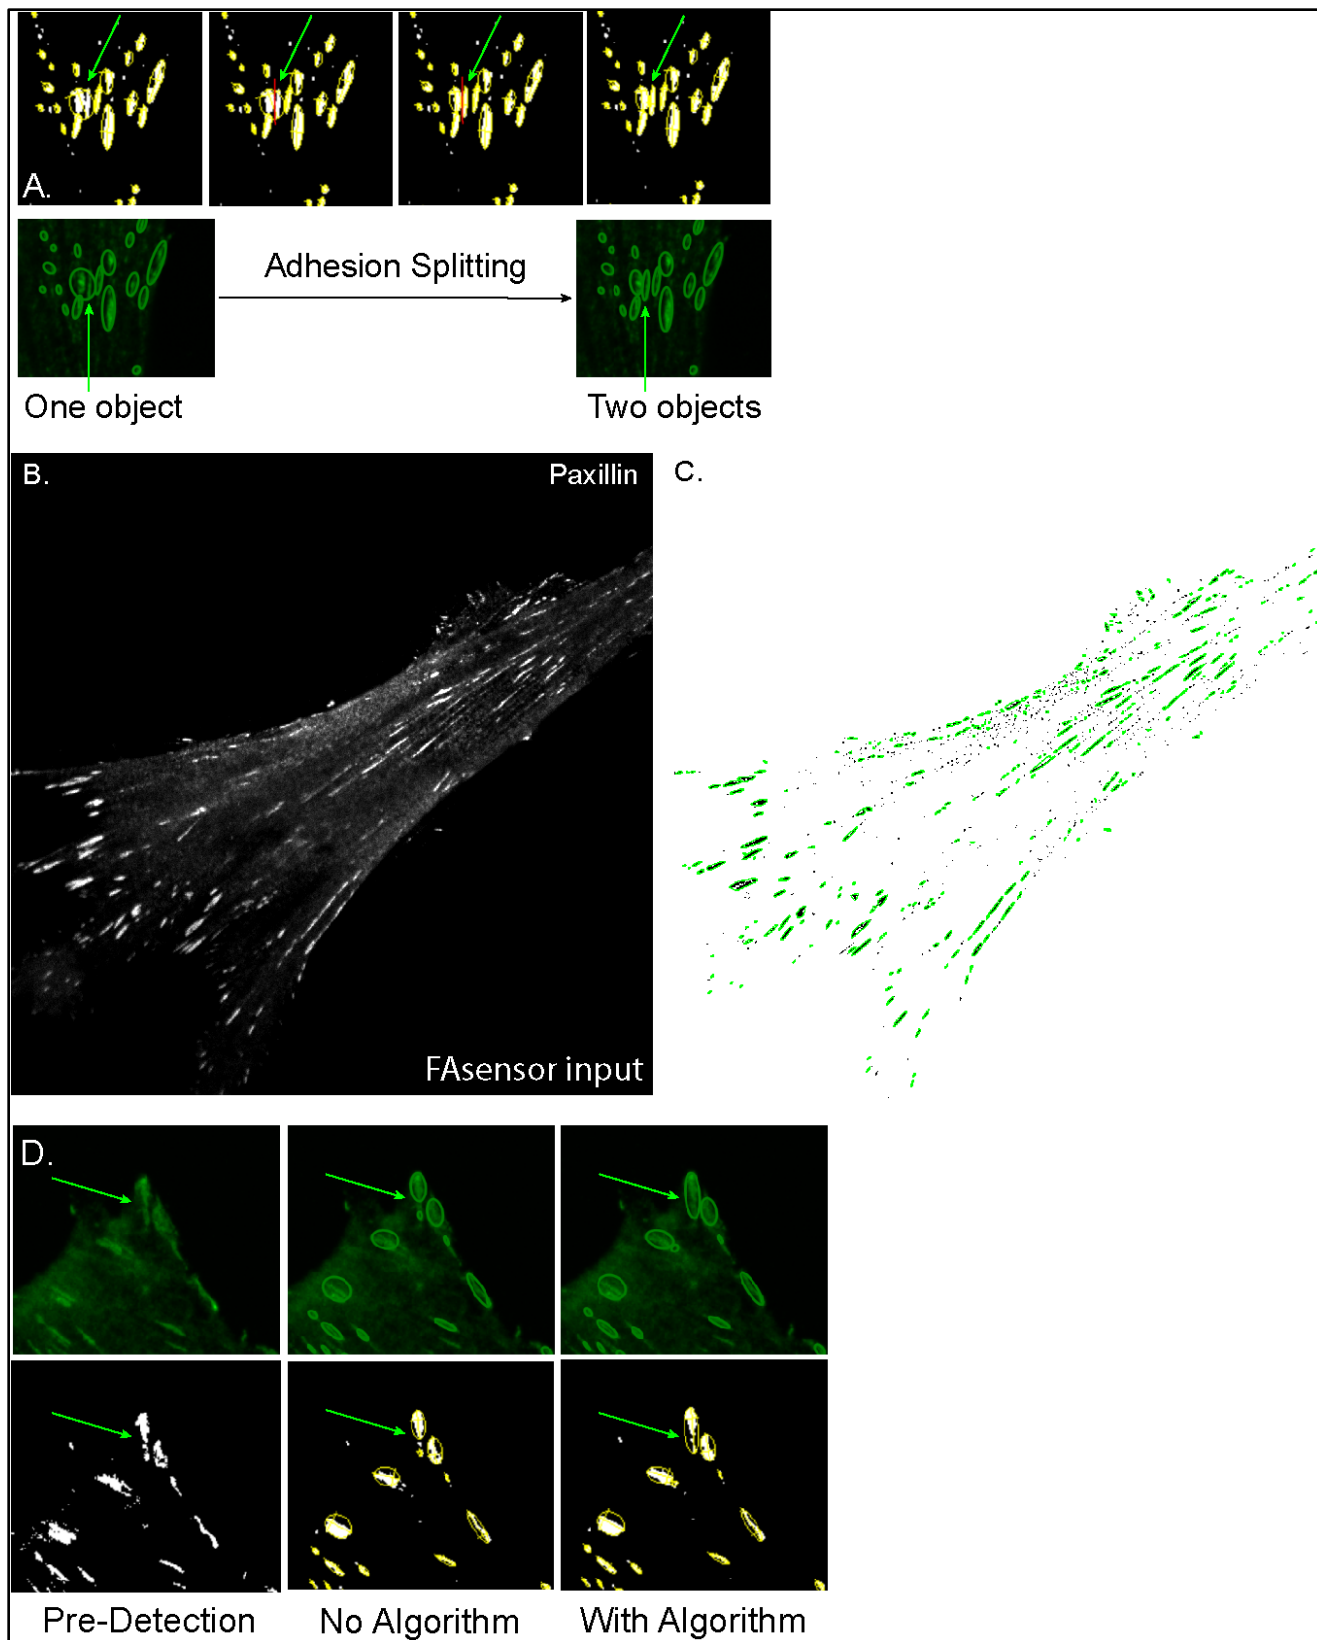 A.
Adhesion Splitting
One object
Two objects
B.
Paxillin
C.
FAsensor input
D.
Pre-Detection
No Algorithm
With Algorithm